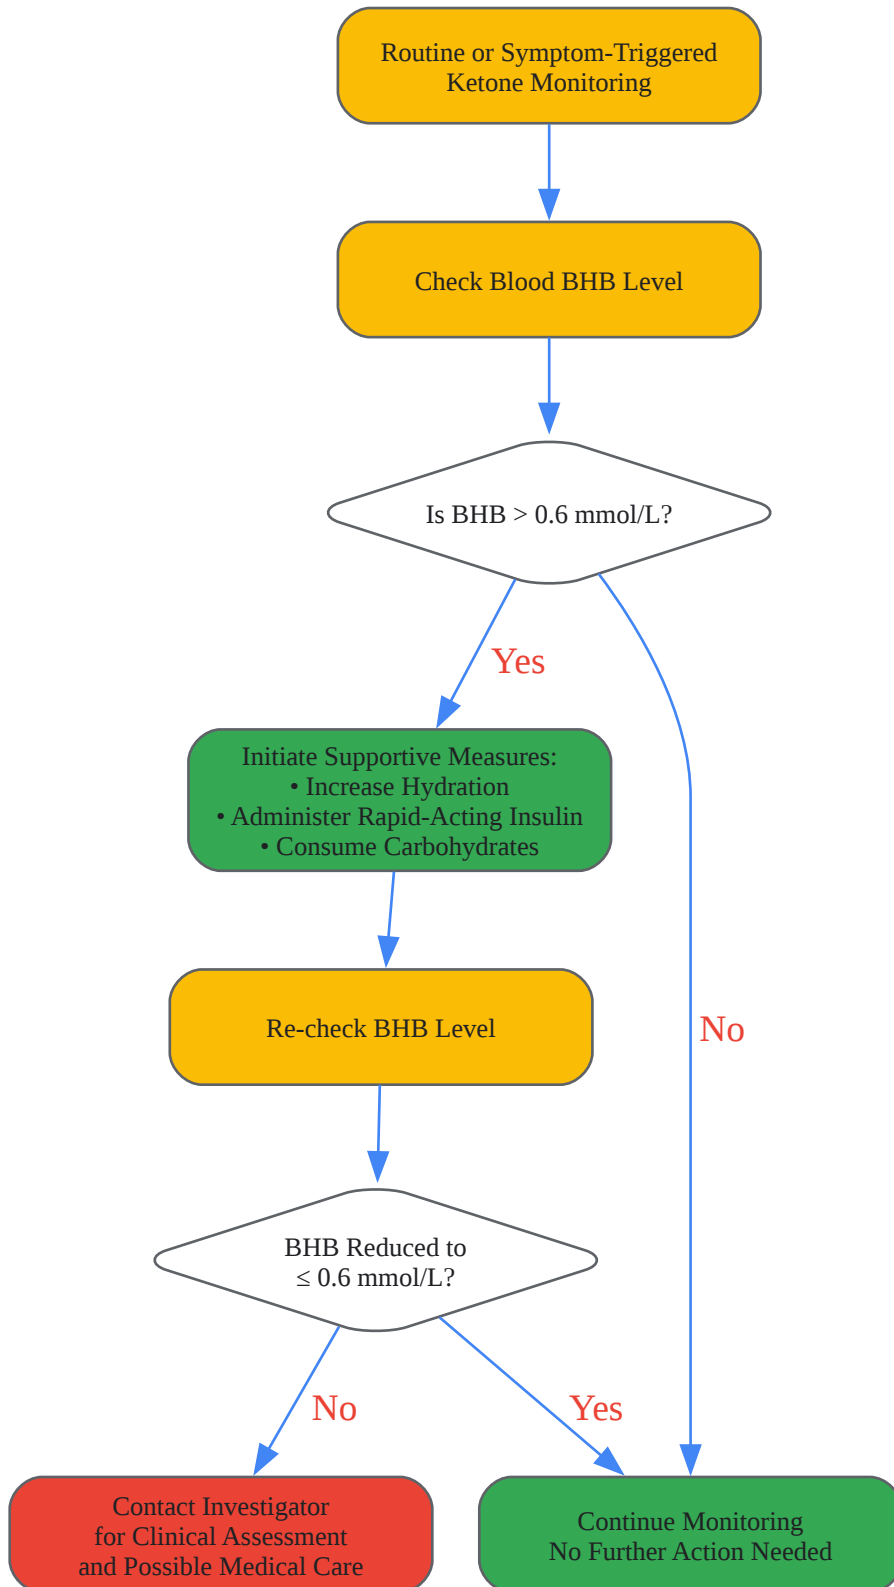 Routine or Symptom-Triggered
Ketone Monitoring
Check Blood BHB Level
Is BHB > 0.6 mmol/L?
Yes
Initiate Supportive Measures:
• Increase Hydration
• Administer Rapid-Acting Insulin
• Consume Carbohydrates
Re-check BHB Level
No
BHB Reduced to
≤ 0.6 mmol/L?
No
Yes
Contact Investigator
for Clinical Assessment
and Possible Medical Care
Continue Monitoring
No Further Action Needed